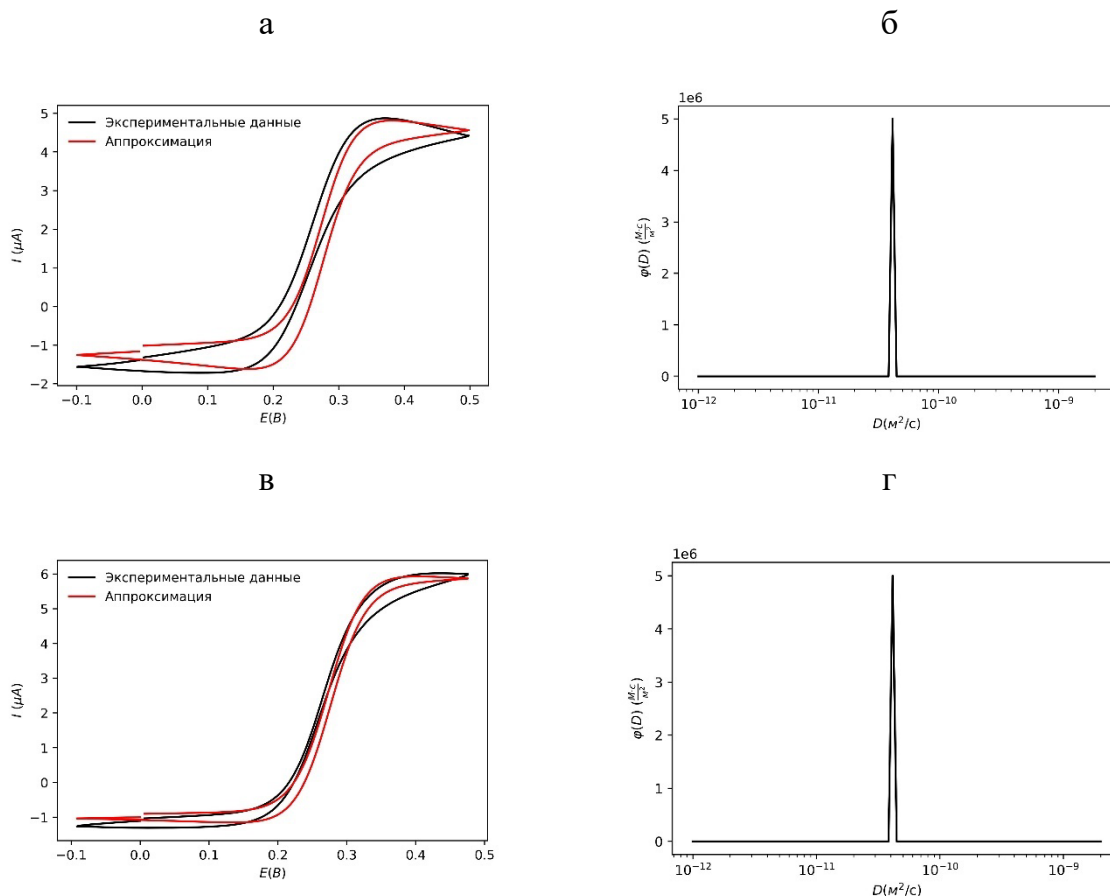 а
б
5
4
3
2
1
0
−1
−2
I (μA)
Экспериментальные данные
Аппроксимация
−0.1 0.0 0.1 0.2 0.3 0.4 0.5
E(B)
1e6
5
4
3
2
1
0
φ(D) (М·с/м²)
10⁻¹² 10⁻¹¹ 10⁻¹⁰ 10⁻⁹
D(м²/с)
в
г
6
5
4
3
2
1
0
−1
I (μA)
Экспериментальные данные
Аппроксимация
−0.1 0.0 0.1 0.2 0.3 0.4 0.5
E(B)
1e6
5
4
3
2
1
0
φ(D) (М·с/м²)
10⁻¹² 10⁻¹¹ 10⁻¹⁰ 10⁻⁹
D(м²/с)